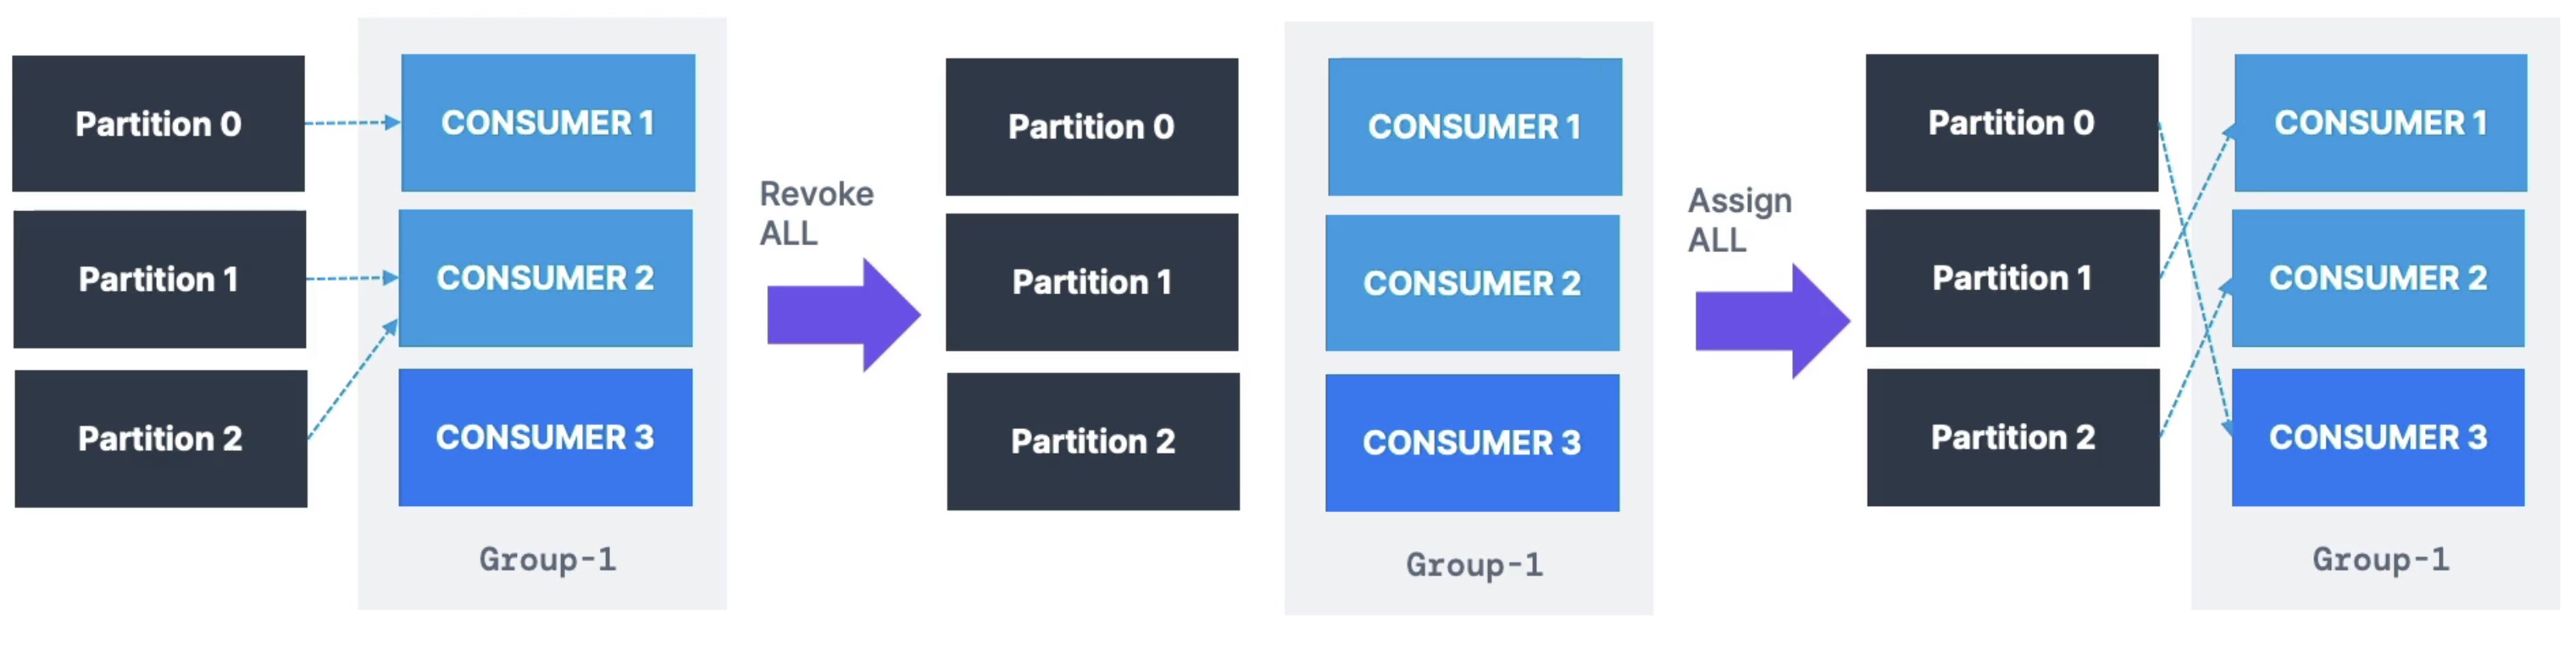 Partition 0
CONSUMER 1
Partition 1
CONSUMER 2
Partition 2
CONSUMER 3
Group-1
Revoke
ALL
Partition 0
CONSUMER 1
Partition 1
CONSUMER 2
Partition 2
CONSUMER 3
Group-1
Assign
ALL
Partition 0
CONSUMER 1
Partition 1
CONSUMER 2
Partition 2
CONSUMER 3
Group-1